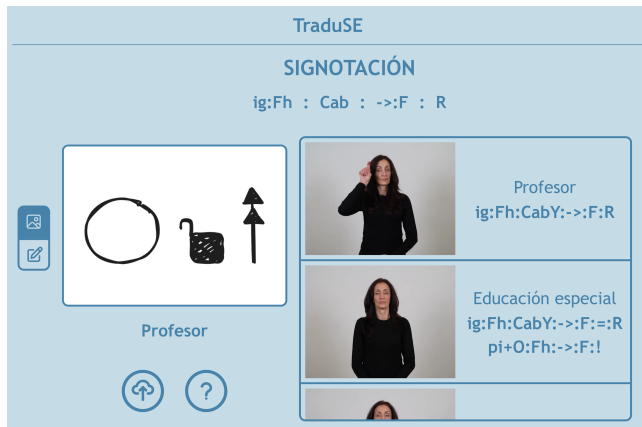 TraduSE
SIGNOTACIÓN
ig:Fh : Cab : ->:F : R
Profesor
?
Profesor
ig:Fh:CabY:->:F:R
Educación especial
ig:Fh:CabY:->:F:=:R
pi+O:Fh:->:F:!